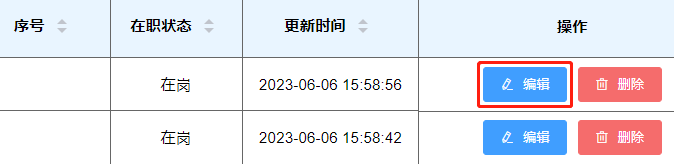 序号 在职状态 更新时间 操作
在岗 2023-06-06 15:58:56 编辑 删除
在岗 2023-06-06 15:58:42 编辑 删除